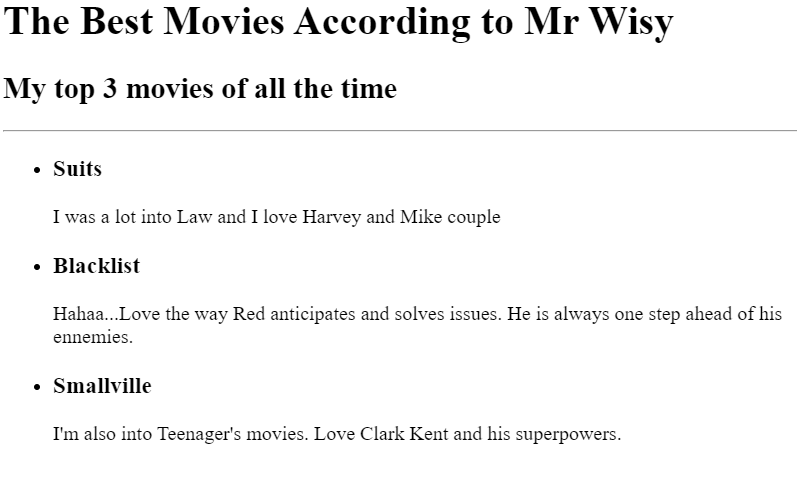 The Best Movies According to Mr Wisy
My top 3 movies of all the time
Suits
I was a lot into Law and I love Harvey and Mike couple
Blacklist
Hahaa...Love the way Red anticipates and solves issues. He is always one step ahead of his
ennemies.
Smallville
I'm also into Teenager's movies. Love Clark Kent and his superpowers.